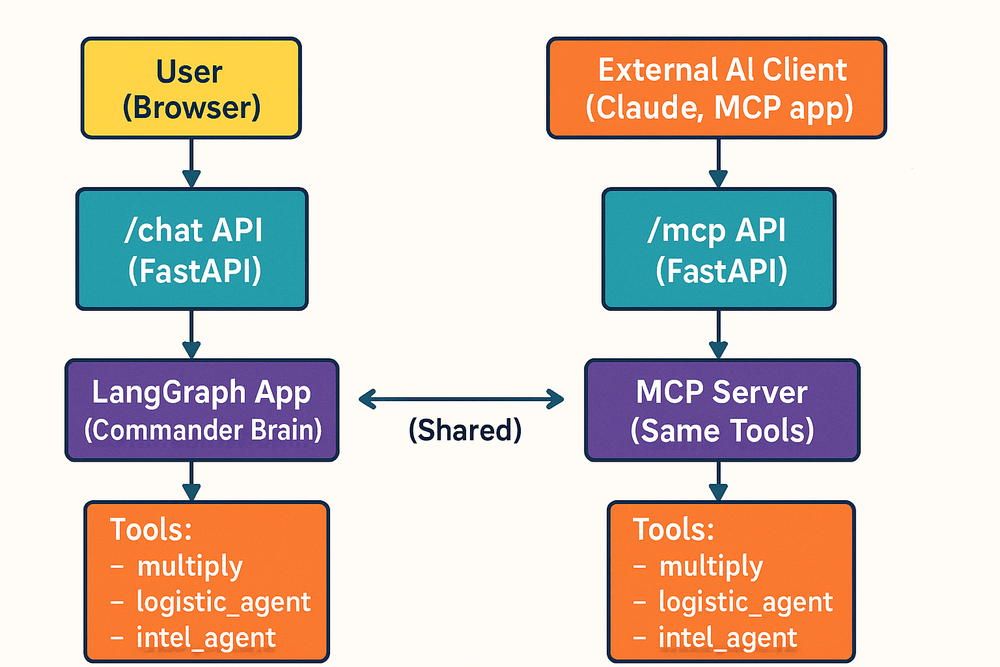 User
(Browser)
/chat API
(FastAPI)
LangGraph App
(Commander Brain)
Tools:
– multiply
– logistic_agent
– intel_agent
(Shared)
External AI Client
(Claude, MCP app)
/mcp API
(FastAPI)
MCP Server
(Same Tools)
Tools:
– multiply
– logistic_agent
– intel_agent